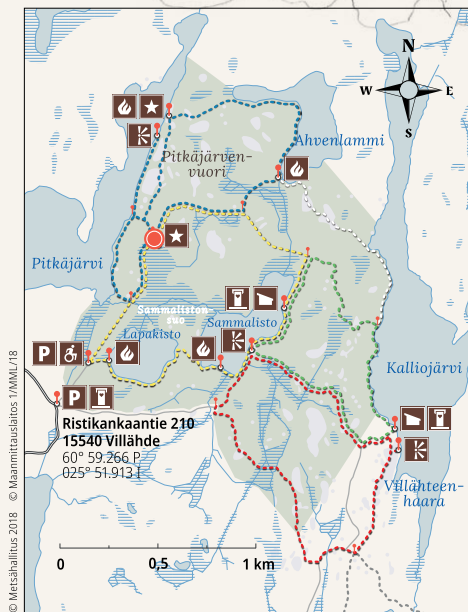 N
W
E
S
Ahvenlammi
Pitkäjärven-
vuori
Pitkäjärvi
Sammaliston
suo
Lapakisto
Sammalisto
P
P
Kalliojärvi
Ristikankaantie 210
15540 Villähde
60° 59.266 P
025° 51.913 I
Villähteen-
haara
0
0,5
1 km
© Metsähallitus 2018
© Maanmittauslaitos 1/MML/18